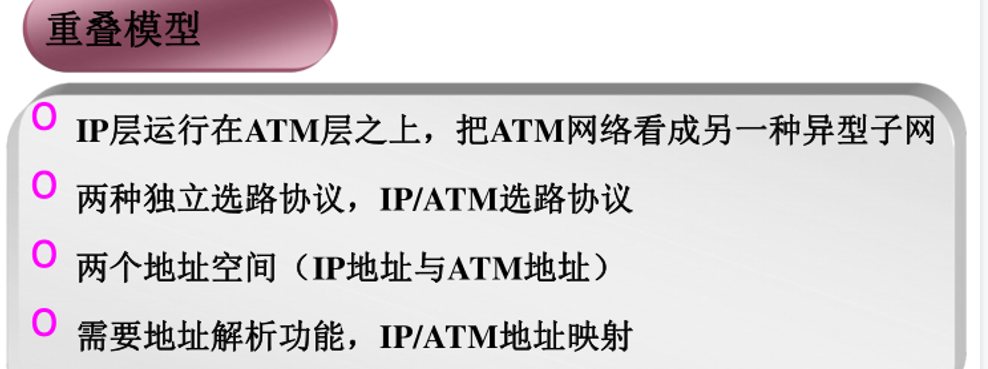 重叠模型
IP层运行在ATM层之上，把ATM网络看成另一种异型子网
两种独立选路协议，IP/ATM选路协议
两个地址空间（IP地址与ATM地址）
需要地址解析功能，IP/ATM地址映射